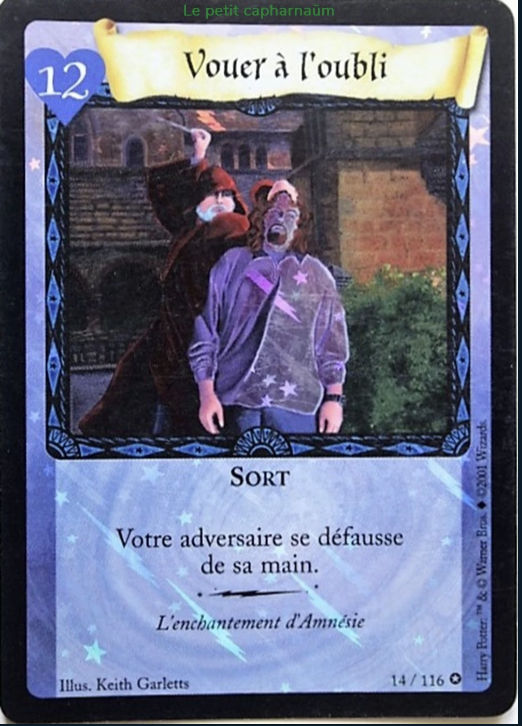 Le petit capharnaüm
12
Vouer à l'oubli
SORT
Votre adversaire se défausse
de sa main.
L'enchantement d'Amnésie
Illus. Keith Garletts
14 / 116
Harry Potter: ™ & © Warner Bros. ◆ ©2001 Wizards.